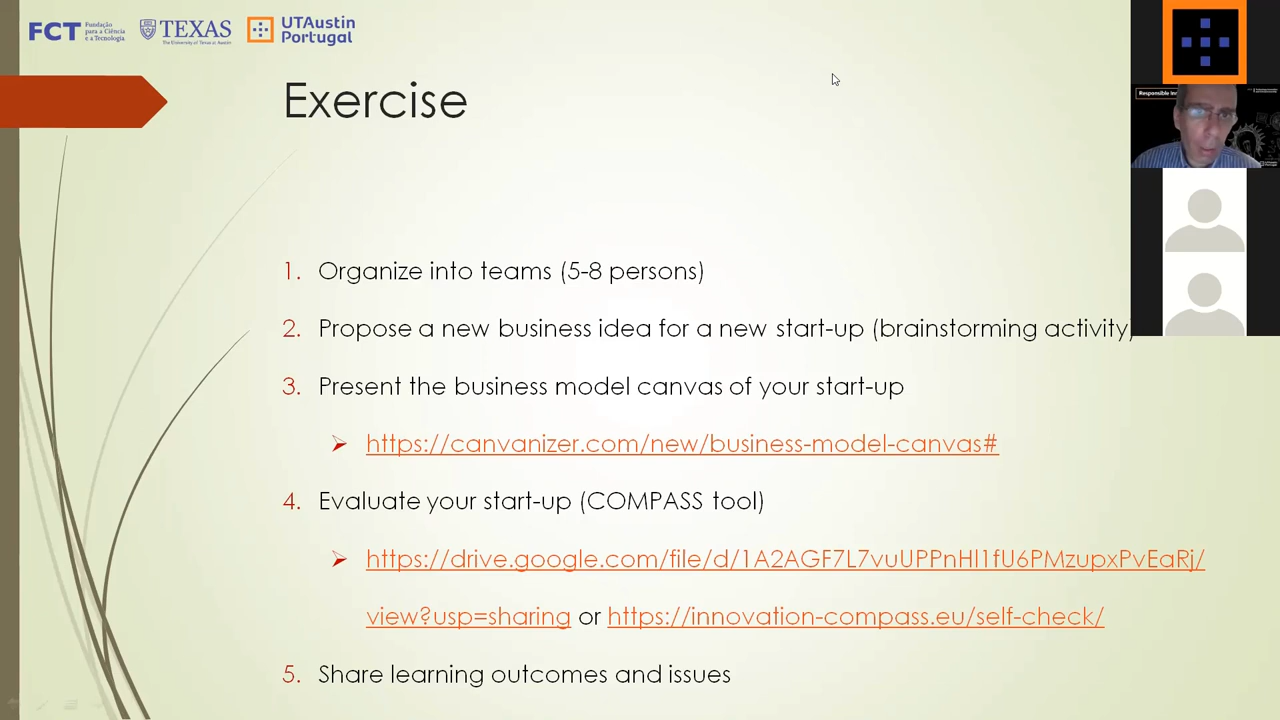 FCT Fundação
para a Ciência
e a Tecnologia
TEXAS
The University of Texas at Austin
UTAustin
Portugal
Responsible Inn
Exercise
1. Organize into teams (5-8 persons)
2. Propose a new business idea for a new start-up (brainstorming activity)
3. Present the business model canvas of your start-up
https://canvanizer.com/new/business-model-canvas#
4. Evaluate your start-up (COMPASS tool)
https://drive.google.com/file/d/1A2AGF7L7vuUPPnHl1fU6PMzupxPvEaRj/
view?usp=sharing or https://innovation-compass.eu/self-check/
5. Share learning outcomes and issues